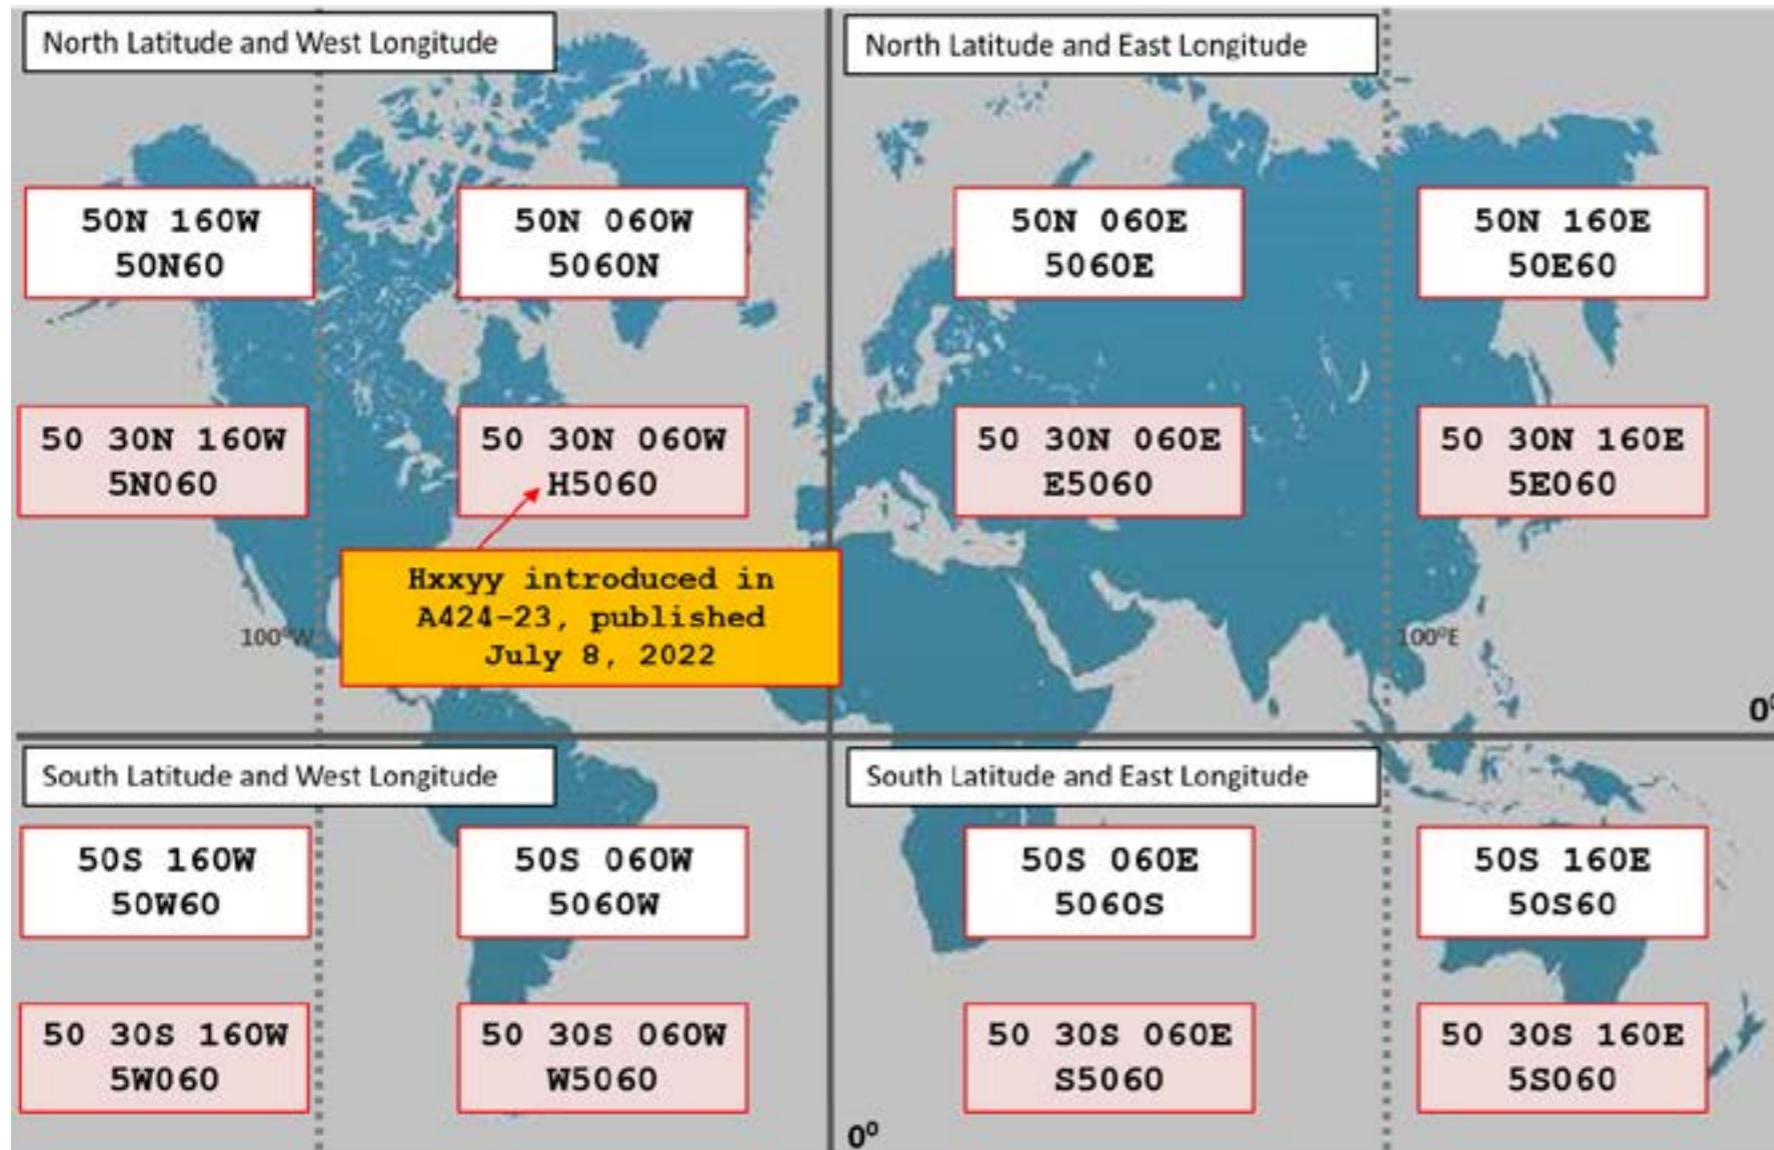 North Latitude and West Longitude
North Latitude and East Longitude
50N 160W
50N60
50N 060W
5060N
50N 060E
5060E
50N 160E
50E60
50 30N 160W
5N060
50 30N 060W
H5060
50 30N 060E
E5060
50 30N 160E
5E060
Hxxyy introduced in
A424-23, published
July 8, 2022
100⁰W
100⁰E
0⁰
South Latitude and West Longitude
South Latitude and East Longitude
50S 160W
50W60
50S 060W
5060W
50S 060E
5060S
50S 160E
50S60
50 30S 160W
5W060
50 30S 060W
W5060
50 30S 060E
S5060
50 30S 160E
5S060
0⁰